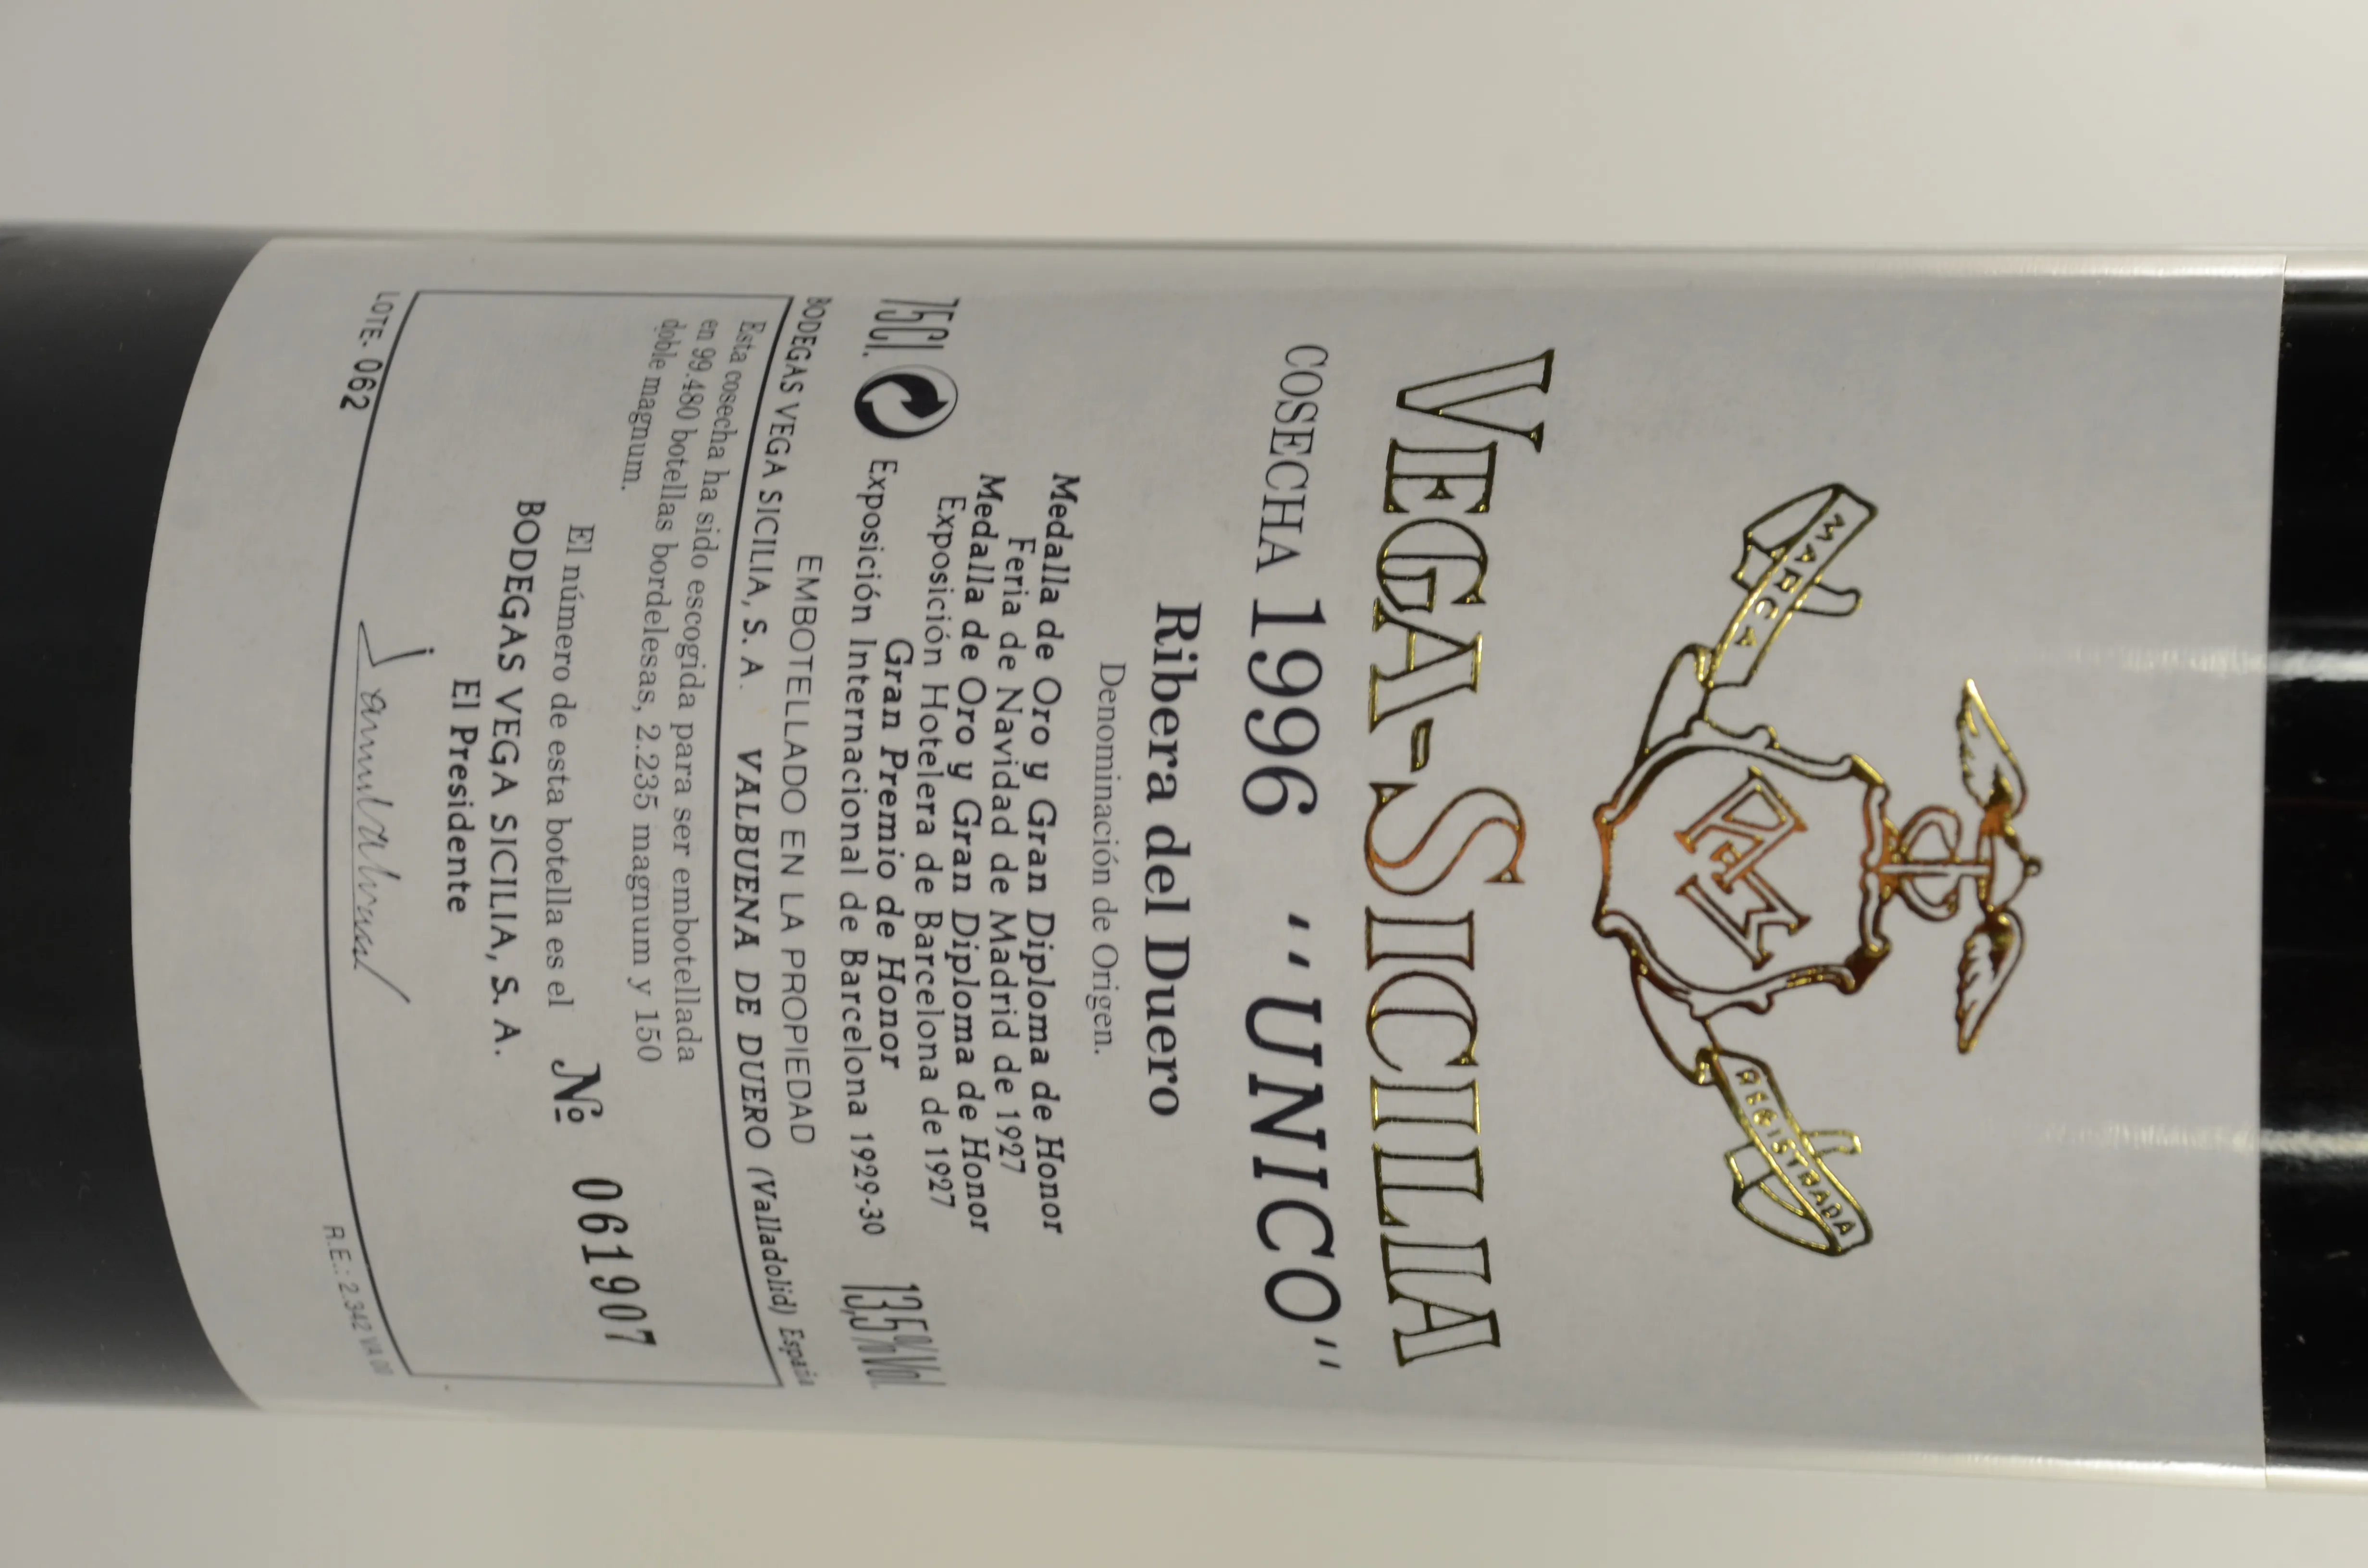 MARCA
REGISTRADA
VEGA-SICILIA
COSECHA 1996 "UNICO"
Ribera del Duero
Denominación de Origen.
Medalla de Oro y Gran Diploma de Honor
Feria de Navidad de Madrid de 1927
Medalla de Oro y Gran Diploma de Honor
Exposición Hotelera de Barcelona de 1927
Gran Premio de Honor
75Cl. Exposición Internacional de Barcelona 1929-30 13,5%Vol
EMBOTELLADO EN LA PROPIEDAD
BODEGAS VEGA SICILIA, S. A. VALBUENA DE DUERO (Valladolid) España
Esta cosecha ha sido escogida para ser embotellada
en 99.480 botellas bordelesas, 2.235 magnum y 150
doble magnum.
El número de esta botella es el Nº 061907
BODEGAS VEGA SICILIA, S. A.
El Presidente
LOTE. 062
R.E.: 2.342 VA 00